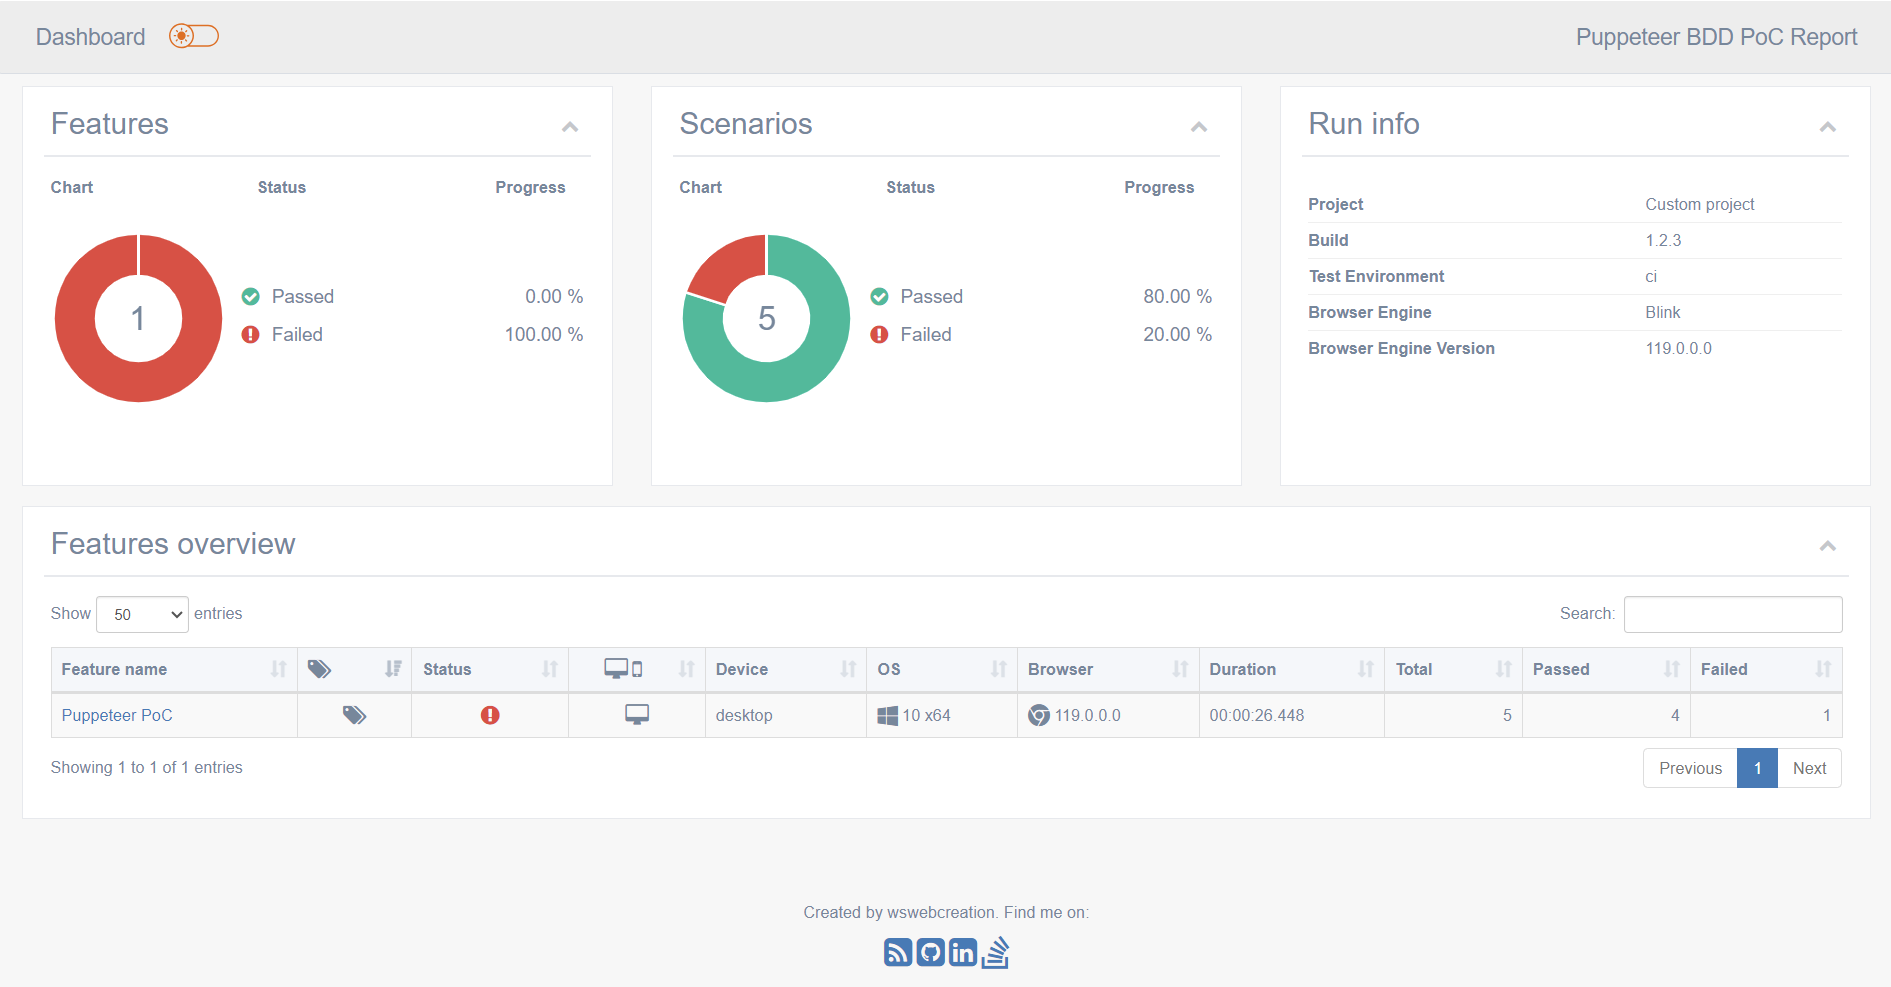 Dashboard
Puppeteer BDD PoC Report
Features
Chart Status Progress
1
Passed 0.00 %
Failed 100.00 %
Scenarios
Chart Status Progress
5
Passed 80.00 %
Failed 20.00 %
Run info
Project Custom project
Build 1.2.3
Test Environment ci
Browser Engine Blink
Browser Engine Version 119.0.0.0
Features overview
Show 50 entries
Search:
Feature name Status Device OS Browser Duration Total Passed Failed
Puppeteer PoC desktop 10 x64 119.0.0.0 00:00:26.448 5 4 1
Showing 1 to 1 of 1 entries
Previous 1 Next
Created by wswebcreation. Find me on:
in